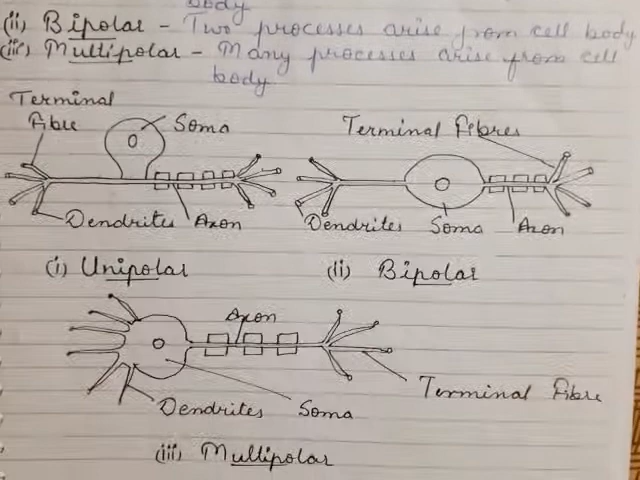 body
(ii) Bipolar - Two processes arise from cell body
(iii) Multipolar - Many processes arise from cell
body
Terminal
Fibre
Soma
Dendrites
Axon
(i) Unipolar
Terminal Fibres
Dendrites
Soma
Axon
(ii) Bipolar
Axon
Terminal Fibre
Dendrites
Soma
(iii) Multipolar